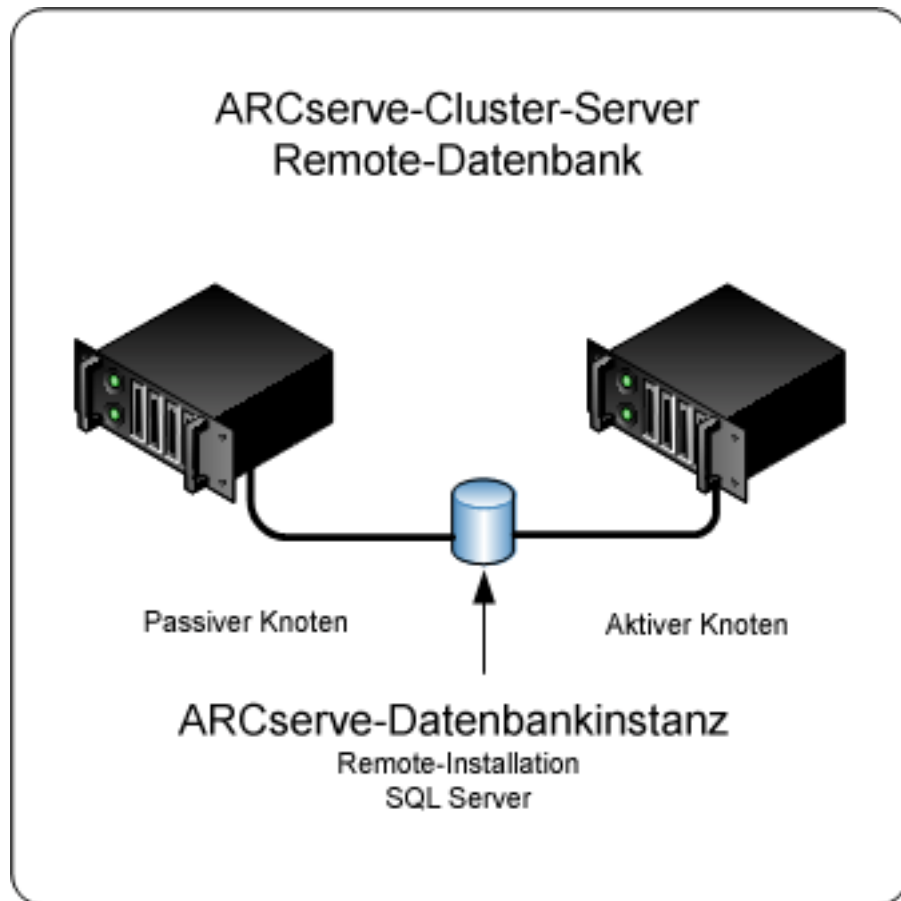 ARCserve-Cluster-Server
Remote-Datenbank
Passiver Knoten
Aktiver Knoten
ARCserve-Datenbankinstanz
Remote-Installation
SQL Server